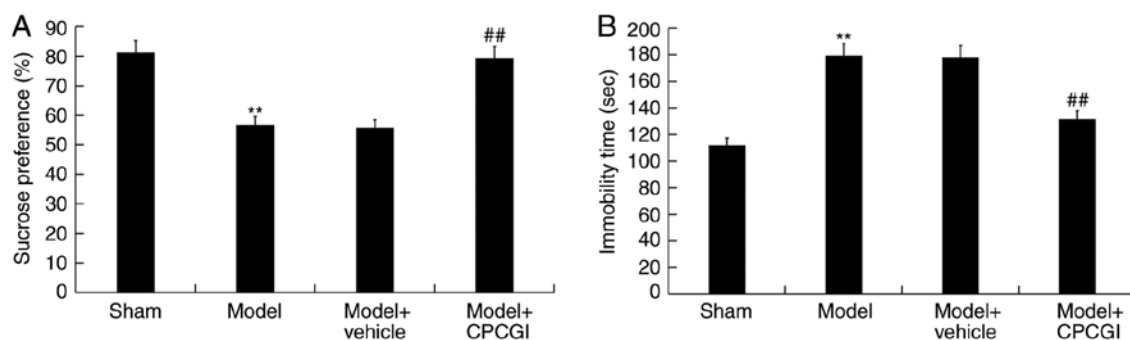 A
Sucrose preference (%)
90
80
70
60
50
40
30
20
10
0
**
##
Sham
Model
Model+
vehicle
Model+
CPCGI
B
Immobility time (sec)
200
180
160
140
120
100
80
60
40
20
0
**
##
Sham
Model
Model+
vehicle
Model+
CPCGI